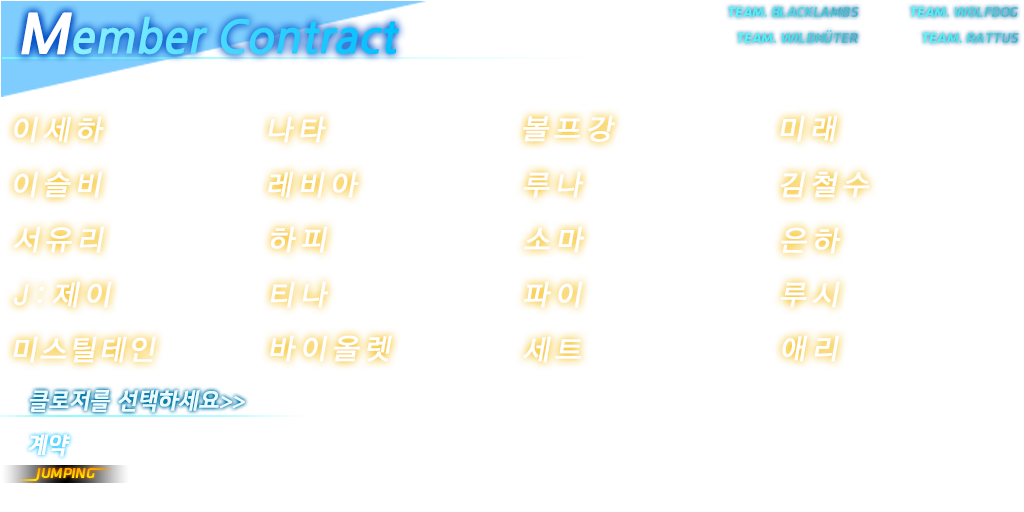 Member Contract
TEAM. BLACKLAMBS
TEAM. WOLFDOG
TEAM. WILDHÜTER
TEAM. RATTUS
이세하
나타
볼프강
미래
이슬비
레비아
루나
김철수
서유리
하피
소마
은하
J : 제이
티나
파이
루시
미스틸테인
바이올렛
세트
애리
클로저를 선택하세요>>
계약
JUMPING